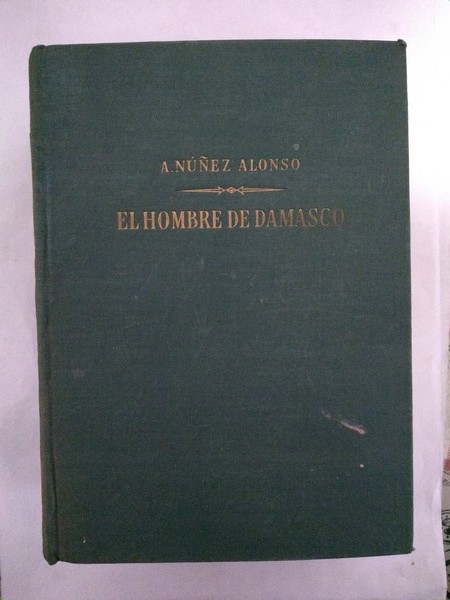 A. NÚÑEZ ALONSO
EL HOMBRE DE DAMASCO